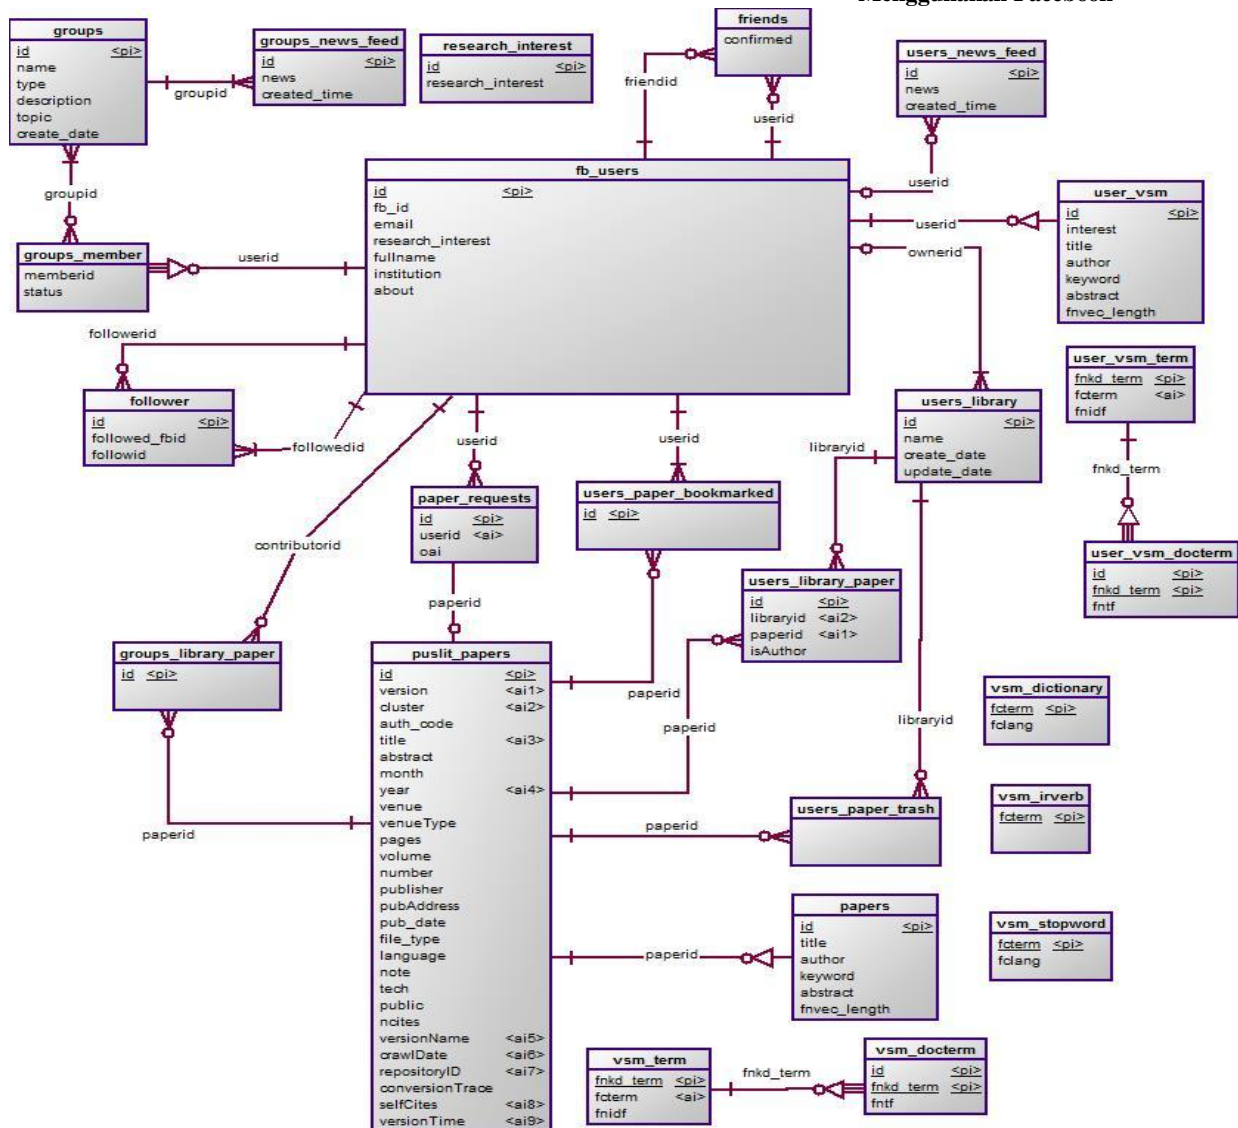 Menggunakan Facebook
groups
id <pi>
name
type
description
topic
create_date
groups_news_feed
id <pi>
news
created_time
research_interest
id <pi>
research_interest
friends
confirmed
users_news_feed
id <pi>
news
created_time
groupid
friendid
userid
userid
groupid
fb_users
id <pi>
fb_id
email
research_interest
fullname
institution
about
user_vsm
id <pi>
interest
title
author
keyword
abstract
fnvec_length
userid
ownerid
groups_member
memberid
status
userid
followerid
follower
id <pi>
followed_fbid
followid
followedid
userid
userid
users_library
id <pi>
name
create_date
update_date
user_vsm_term
fnkd_term <pi>
fcterm <ai>
fnidf
fnkd_term
libraryid
paper_requests
id <pi>
userid <ai>
oai
users_paper_bookmarked
id <pi>
contributorid
user_vsm_docterm
id <pi>
fnkd_term <pi>
fntf
users_library_paper
id <pi>
libraryid <ai2>
paperid <ai1>
isAuthor
paperid
groups_library_paper
id <pi>
puslit_papers
id <pi>
version <ai1>
cluster <ai2>
auth_code
title <ai3>
abstract
month
year <ai4>
venue
venueType
pages
volume
number
publisher
pubAddress
pub_date
file_type
language
note
tech
public
ncites
versionName <ai5>
crawlDate <ai6>
repositoryID <ai7>
conversionTrace
selfCites <ai8>
versionTime <ai9>
paperid
paperid
libraryid
vsm_dictionary
fcterm <pi>
fclang
paperid
paperid
users_paper_trash
vsm_irverb
fcterm <pi>
paperid
papers
id <pi>
title
author
keyword
abstract
fnvec_length
vsm_stopword
fcterm <pi>
fclang
vsm_term
fnkd_term <pi>
fcterm <ai>
fnidf
fnkd_term
vsm_docterm
id <pi>
fnkd_term <pi>
fntf